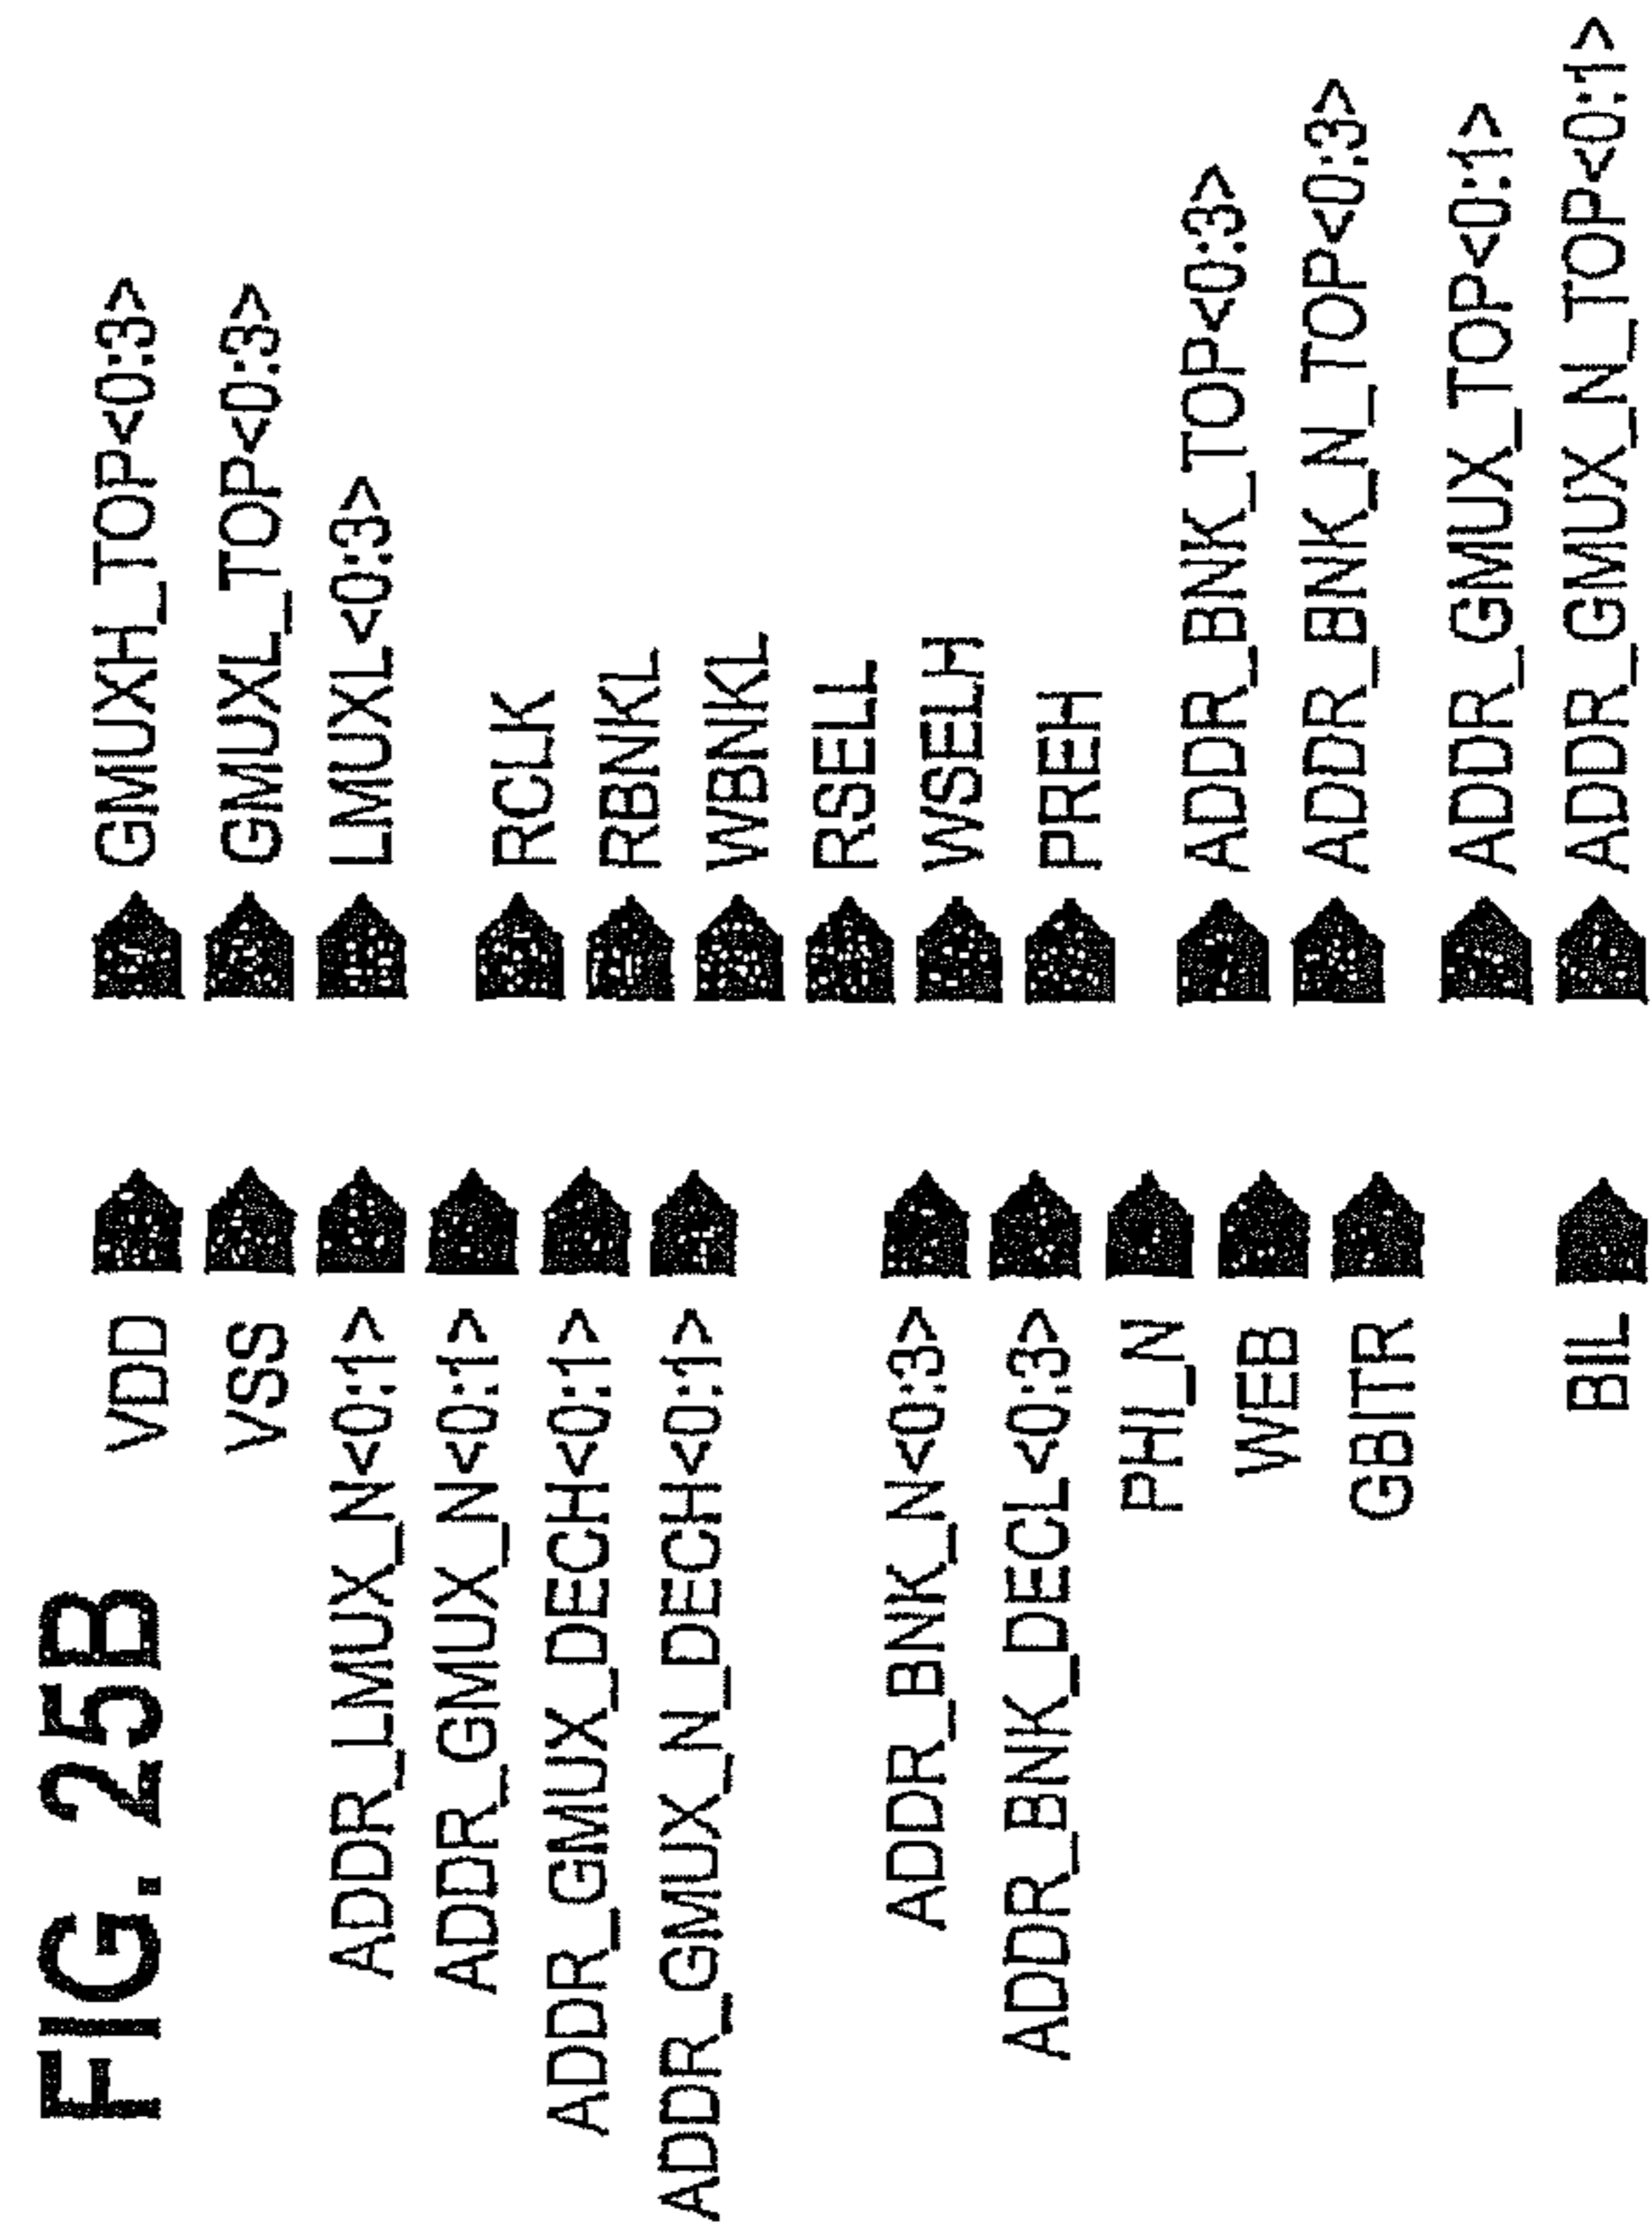 FIG. 25B
VDD
VSS
ADDR_LMUX_N<0:1>
ADDR_GMUX_N<0:1>
ADDR_GMUX_DECH<0:1>
ADDR_GMUX_N_DECH<0:1>
ADDR_BNK_N<0:3>
ADDR_BNK_DECL<0:3>
PHI_N
WEB
GBITR
BIL
GMUXH_TOP<0:3>
GMUXL_TOP<0:3>
LMUXL<0:3>
RCLK
RBNKL
WBNKL
RSELL
WSELH
PREH
ADDR_BNK_TOP<0:3>
ADDR_BNK_N_TOP<0:3>
ADDR_GMUX_TOP<0:1>
ADDR_GMUX_N_TOP<0:1>